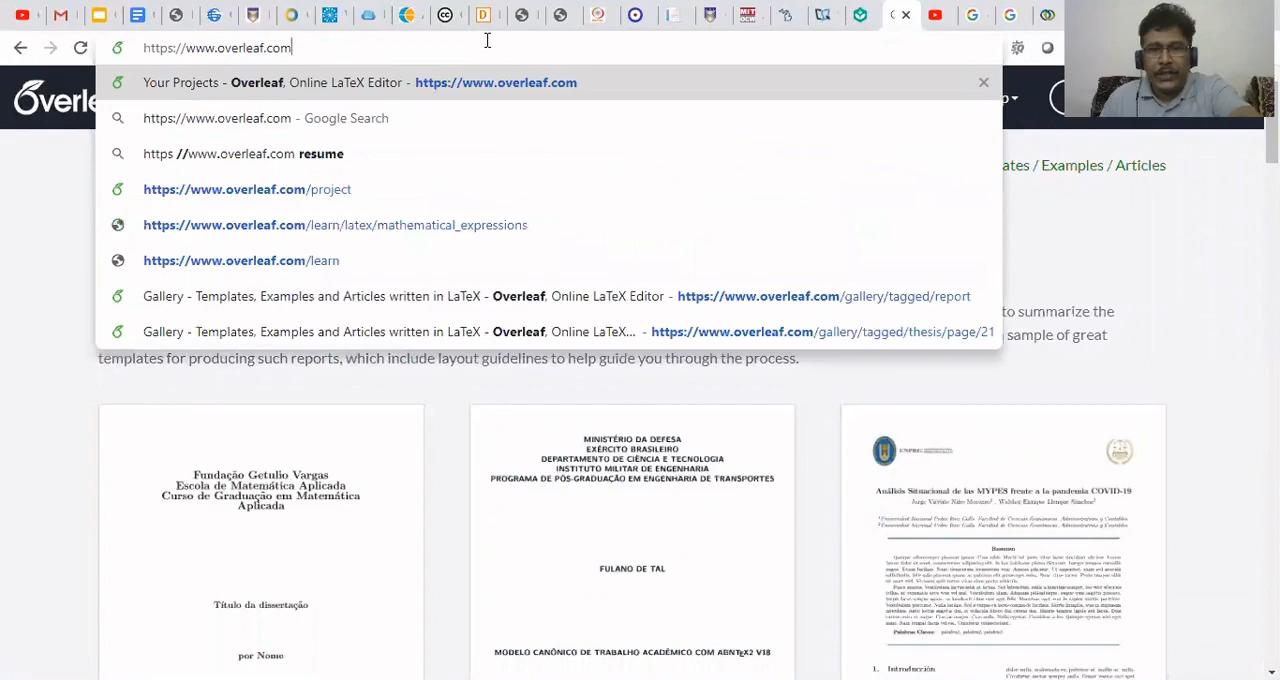 https://www.overleaf.com
Your Projects - Overleaf, Online LaTeX Editor - https://www.overleaf.com
https://www.overleaf.com - Google Search
https //www.overleaf.com resume
https://www.overleaf.com/project
https://www.overleaf.com/learn/latex/mathematical_expressions
https://www.overleaf.com/learn
Gallery - Templates, Examples and Articles written in LaTeX - Overleaf, Online LaTeX Editor - https://www.overleaf.com/gallery/tagged/report
Gallery - Templates, Examples and Articles written in LaTeX - Overleaf, Online LaTeX... - https://www.overleaf.com/gallery/tagged/thesis/page/21
/ Examples / Articles
to summarize the
sample of great
templates for producing such reports, which include layout guidelines to help guide you through the process.
Fundação Getulio Vargas
Escola de Matemática Aplicada
Curso de Graduação em Matemática
Aplicada
Título da dissertação
por Nome
MINISTÉRIO DA DEFESA
EXÉRCITO BRASILEIRO
DEPARTAMENTO DE CIÊNCIA E TECNOLOGIA
INSTITUTO MILITAR DE ENGENHARIA
PROGRAMA DE PÓS-GRADUAÇÃO EM ENGENHARIA DE TRANSPORTES
FULANO DE TAL
MODELO CANÔNICO DE TRABALHO ACADÊMICO COM ABNTEX2 V18
Análisis Situacional de las MYPES frente a la pandemia COVID-19
Resumen
1. Introducción